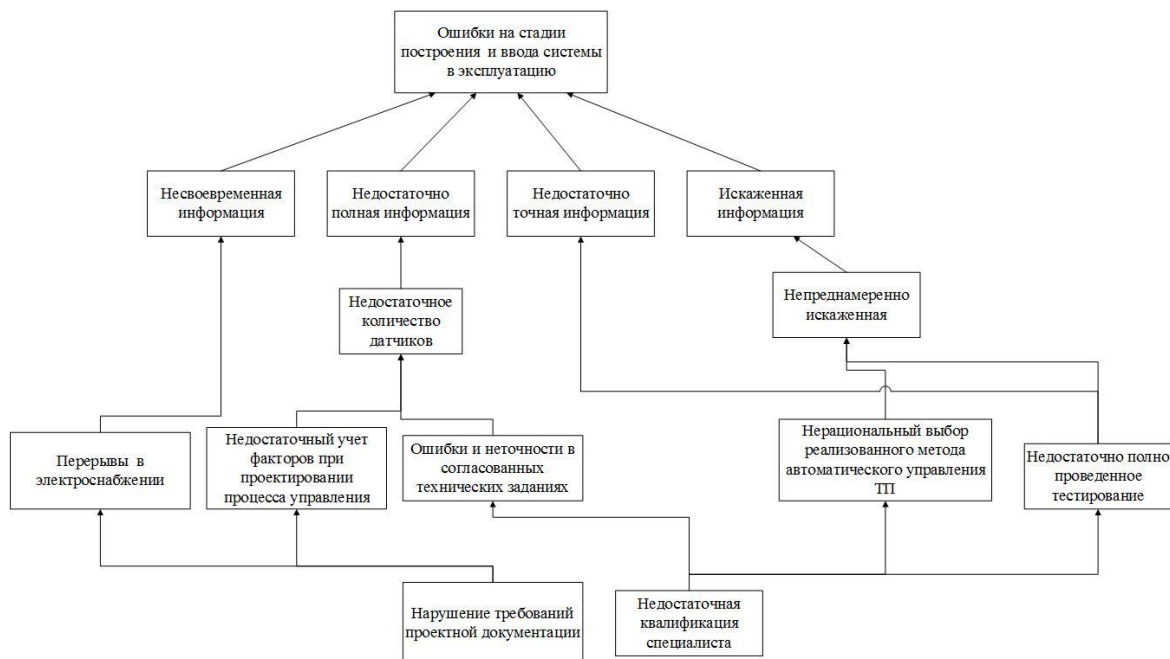 Ошибки на стадии
построения и ввода системы
в эксплуатацию
Несвоевременная
информация
Недостаточно
полная информация
Недостаточно
точная информация
Искаженная
информация
Недостаточное
количество
датчиков
Непреднамеренно
искаженная
Перерывы в
электроснабжении
Недостаточный учет
факторов при
проектировании
процесса управления
Ошибки и неточности в
согласованных
технических заданиях
Нерациональный выбор
реализованного метода
автоматического управления
ТП
Недостаточно полно
проведенное
тестирование
Нарушение требований
проектной документации
Недостаточная
квалификация
специалиста